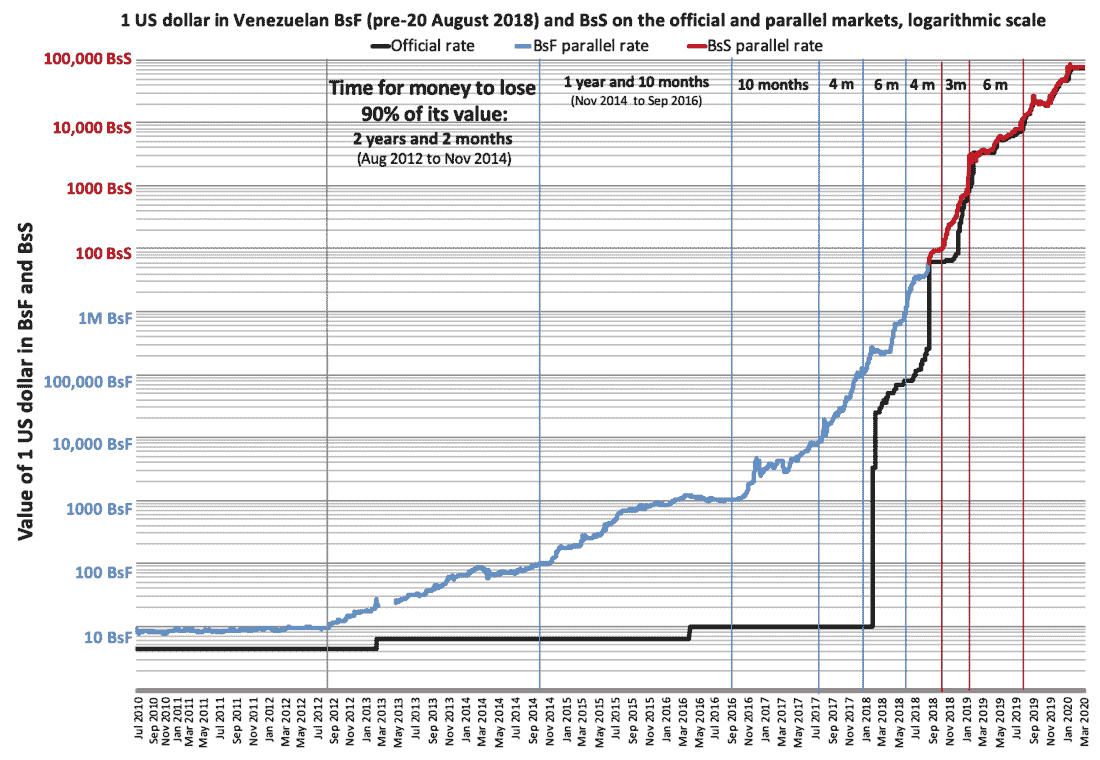 1 US dollar in Venezuelan BsF (pre-20 August 2018) and BsS on the official and parallel markets, logarithmic scale
Official rate
BsF parallel rate
BsS parallel rate
Time for money to lose
90% of its value:
2 years and 2 months
(Aug 2012 to Nov 2014)
1 year and 10 months
(Nov 2014 to Sep 2016)
10 months
4 m
6 m
4 m
3m
6 m
Value of 1 US dollar in BsF and BsS
100,000 BsS
10,000 BsS
1000 BsS
100 BsS
1M BsF
100,000 BsF
10,000 BsF
1000 BsF
100 BsF
10 BsF
Jul 2010
Sep 2010
Nov 2010
Jan 2011
Mar 2011
May 2011
Jul 2011
Sep 2011
Nov 2011
Jan 2012
Mar 2012
May 2012
Jul 2012
Sep 2012
Nov 2012
Jan 2013
Mar 2013
May 2013
Jul 2013
Sep 2013
Nov 2013
Jan 2014
Mar 2014
May 2014
Jul 2014
Sep 2014
Nov 2014
Jan 2015
Mar 2015
May 2015
Jul 2015
Sep 2015
Nov 2015
Jan 2016
Mar 2016
May 2016
Jul 2016
Sep 2016
Nov 2016
Jan 2017
Mar 2017
May 2017
Jul 2017
Sep 2017
Nov 2017
Jan 2018
Mar 2018
May 2018
Jul 2018
Sep 2018
Nov 2018
Jan 2019
Mar 2019
May 2019
Jul 2019
Sep 2019
Nov 2019
Jan 2020
Mar 2020